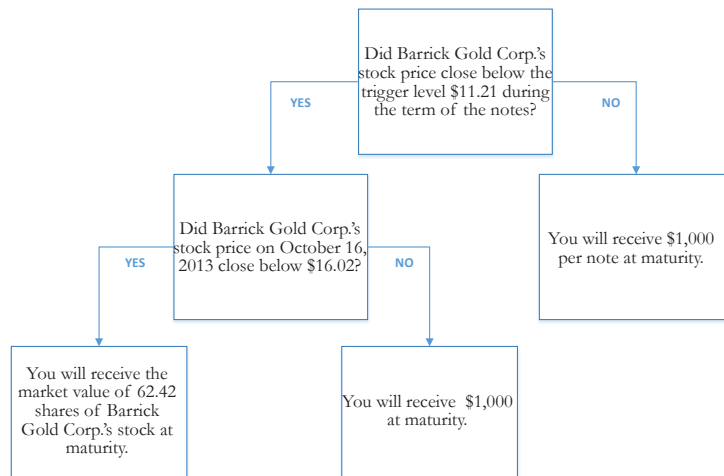 Did Barrick Gold Corp.'s
stock price close below the
trigger level $11.21 during
the term of the notes?
YES
NO
Did Barrick Gold Corp.'s
stock price on October 16,
2013 close below $16.02?
You will receive $1,000
per note at maturity.
YES
NO
You will receive the
market value of 62.42
shares of Barrick
Gold Corp.'s stock at
maturity.
You will receive $1,000
at maturity.